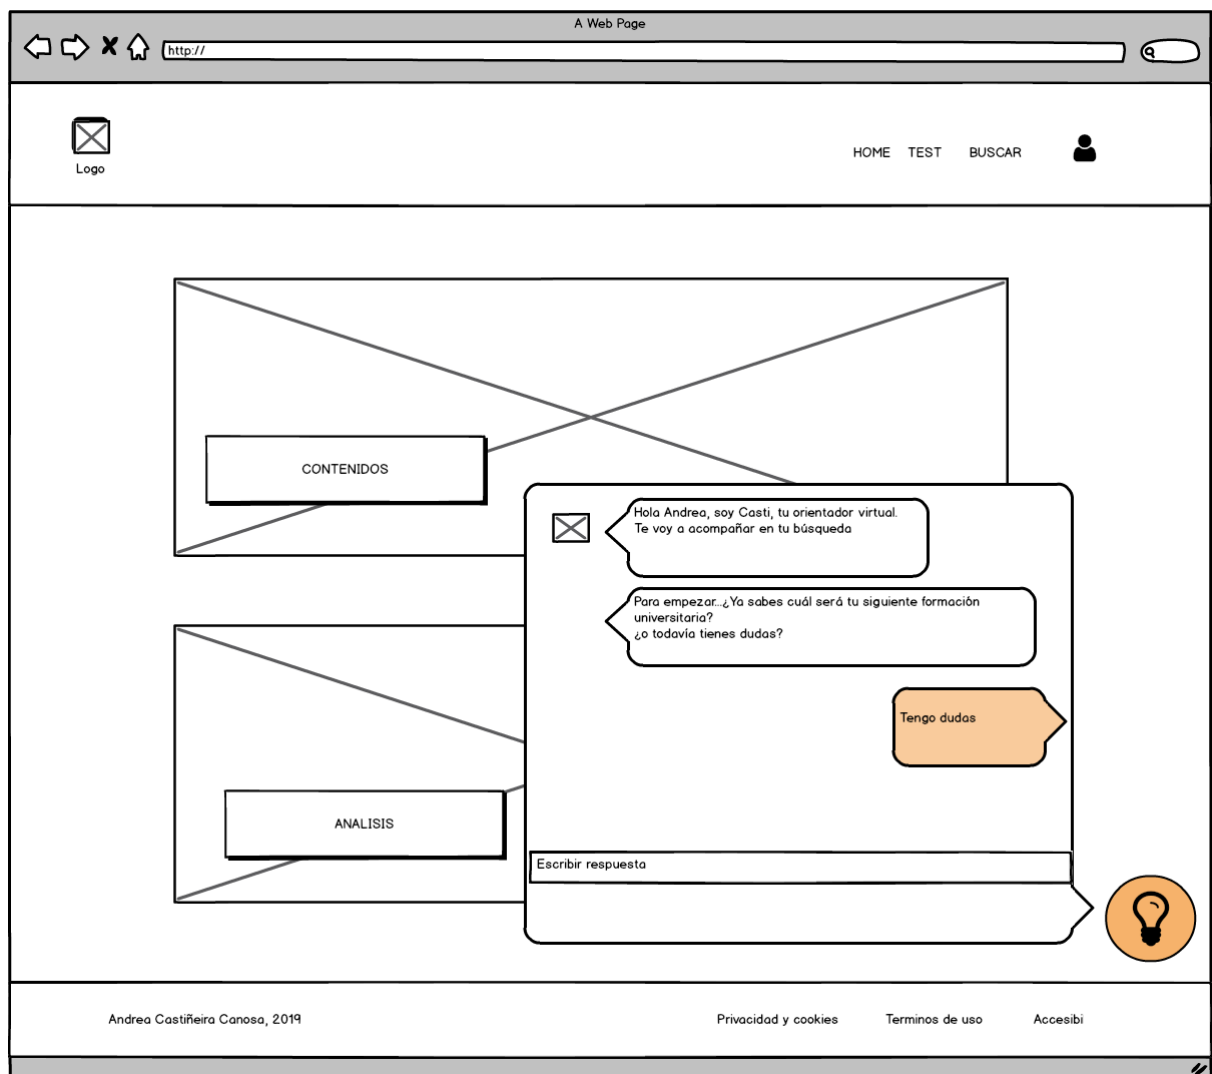 A Web Page
http://
Logo
HOME TEST BUSCAR
CONTENIDOS
Hola Andrea, soy Casti, tu orientador virtual.
Te voy a acompañar en tu búsqueda
Para empezar...¿Ya sabes cuál será tu siguiente formación
universitaria?
¿o todavía tienes dudas?
Tengo dudas
ANALISIS
Escribir respuesta
Andrea Castiñeira Canosa, 2019
Privacidad y cookies Terminos de uso Accesibi